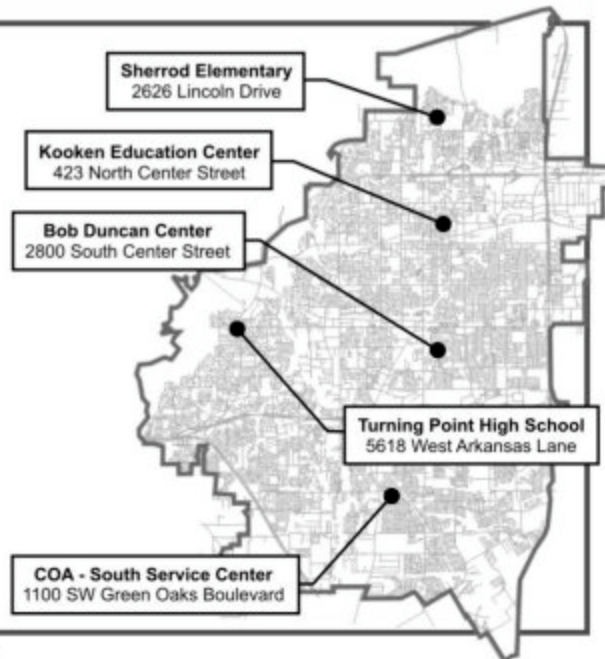 Sherrod Elementary
2626 Lincoln Drive
Kooken Education Center
423 North Center Street
Bob Duncan Center
2800 South Center Street
Turning Point High School
5618 West Arkansas Lane
COA - South Service Center
1100 SW Green Oaks Boulevard